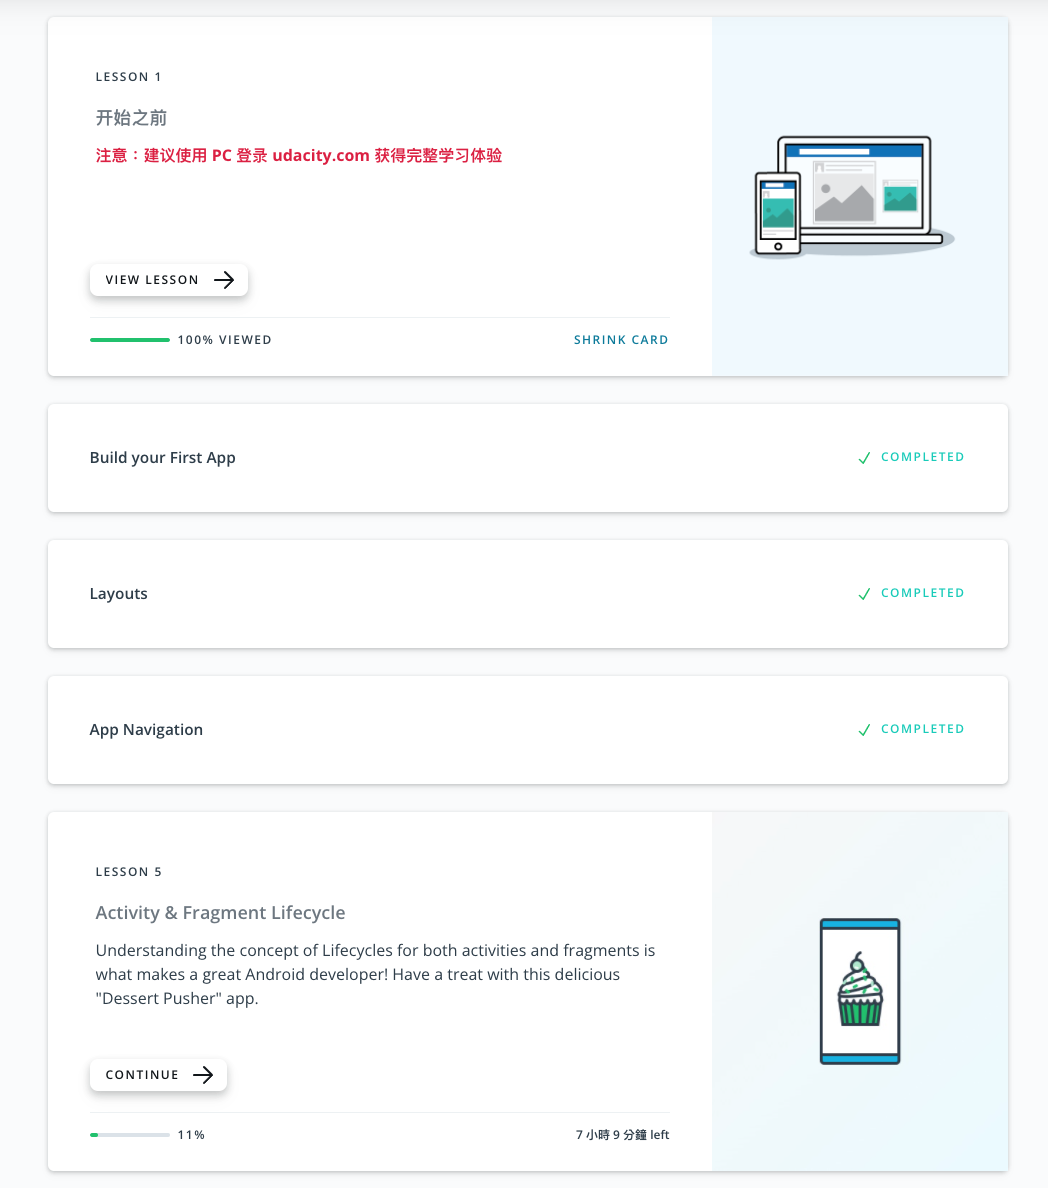 LESSON 1
开始之前
注意：建议使用 PC 登录 udacity.com 获得完整学习体验
VIEW LESSON
100% VIEWED
SHRINK CARD
Build your First App
COMPLETED
Layouts
COMPLETED
App Navigation
COMPLETED
LESSON 5
Activity & Fragment Lifecycle
Understanding the concept of Lifecycles for both activities and fragments is
what makes a great Android developer! Have a treat with this delicious
"Dessert Pusher" app.
CONTINUE
11%
7 小時 9 分鐘 left